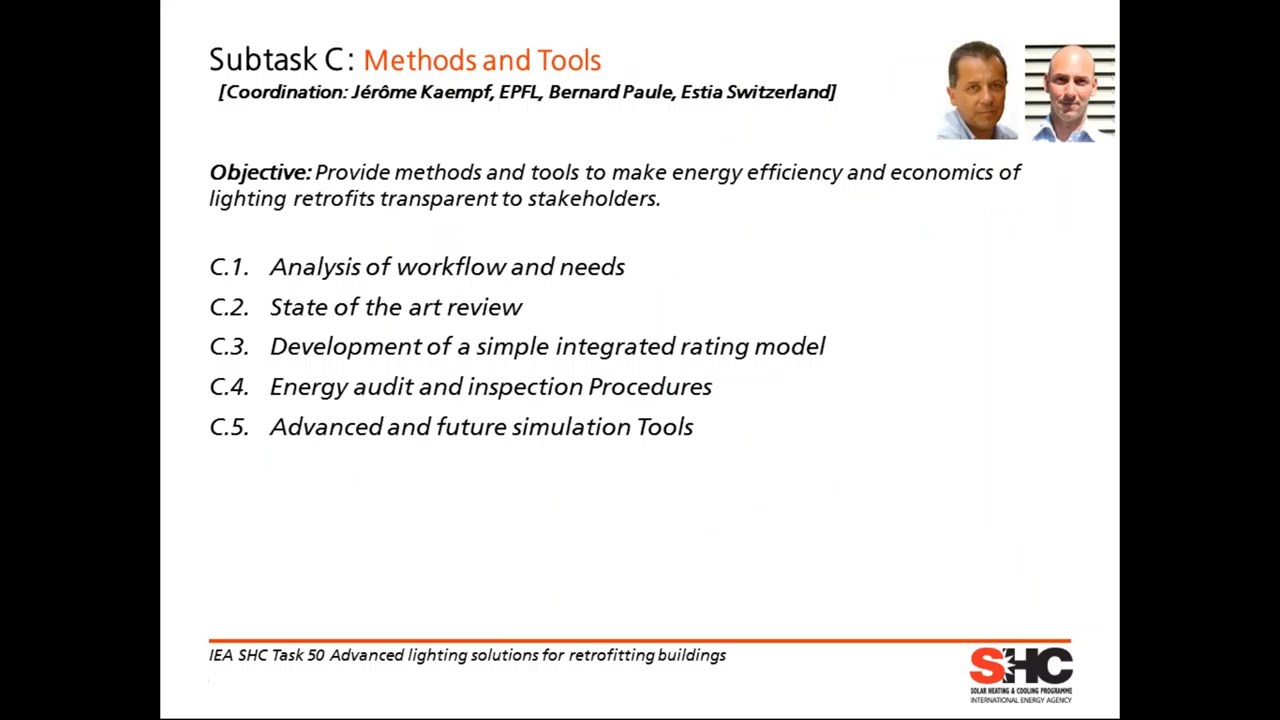 Subtask C: Methods and Tools
[Coordination: Jérôme Kaempf, EPFL, Bernard Paule, Estia Switzerland]
Objective: Provide methods and tools to make energy efficiency and economics of
lighting retrofits transparent to stakeholders.
C.1. Analysis of workflow and needs
C.2. State of the art review
C.3. Development of a simple integrated rating model
C.4. Energy audit and inspection Procedures
C.5. Advanced and future simulation Tools
IEA SHC Task 50 Advanced lighting solutions for retrofitting buildings
SHC
SOLAR HEATING & COOLING PROGRAMME
INTERNATIONAL ENERGY AGENCY